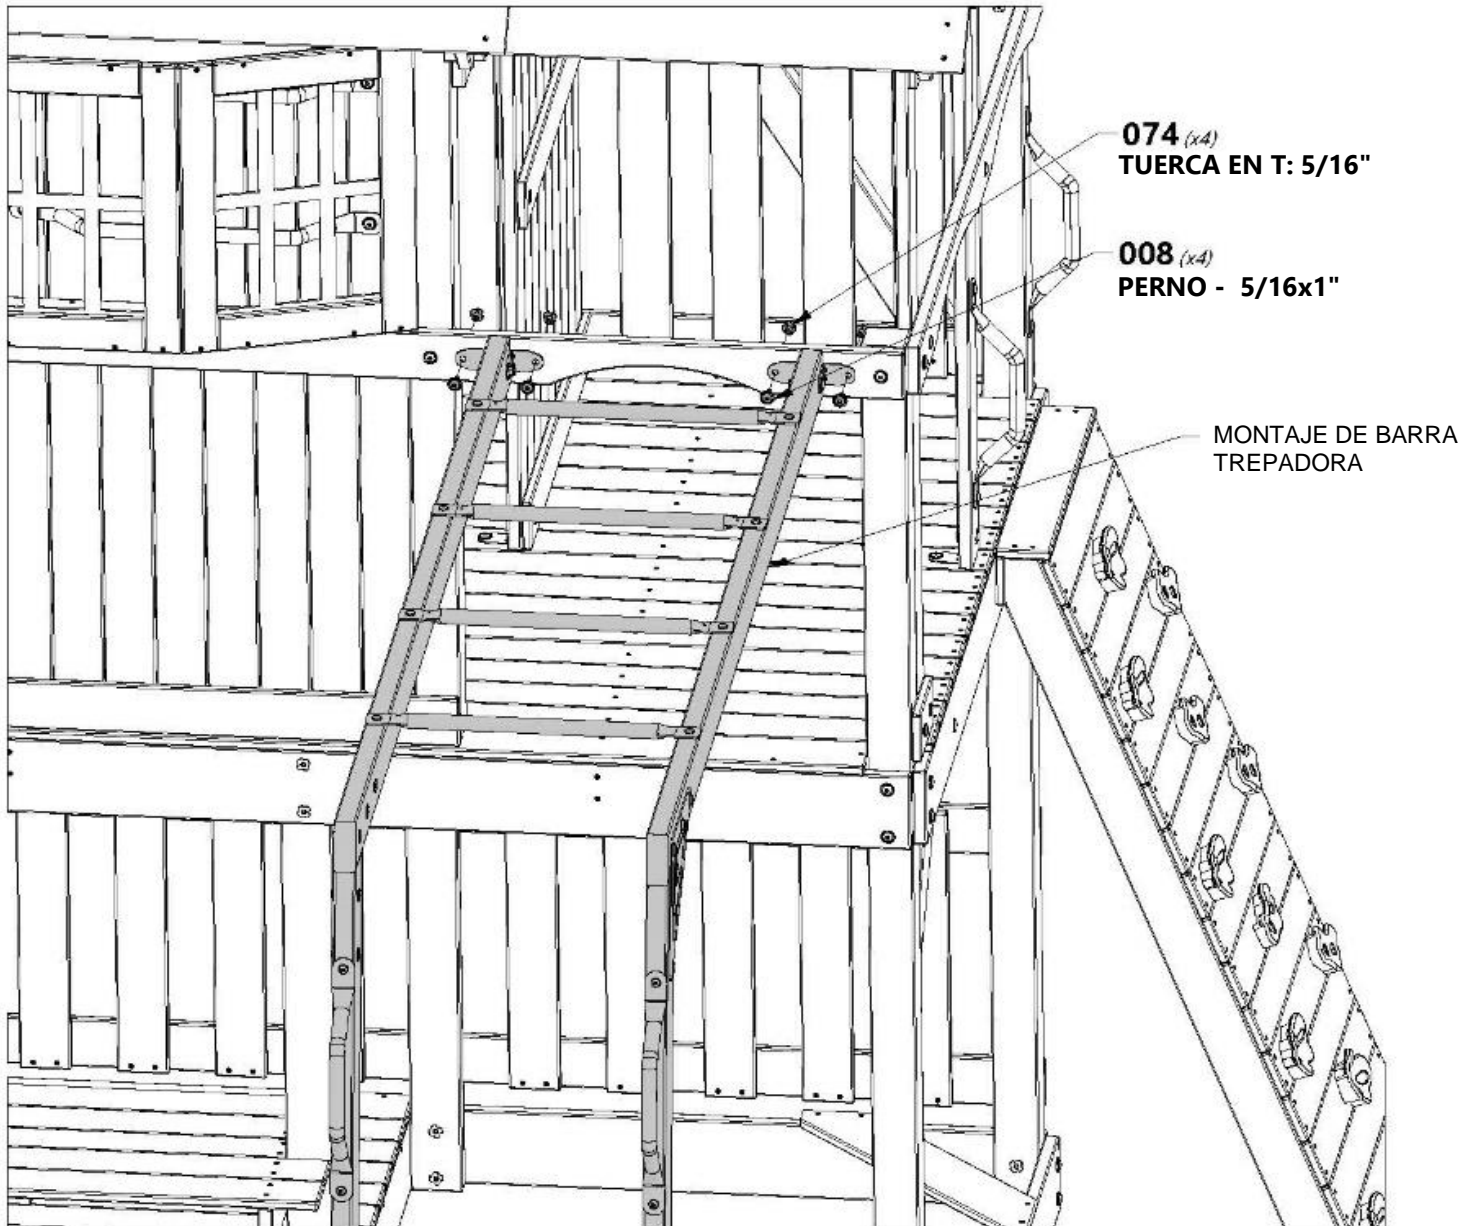 074 (x4)
TUERCA EN T: 5/16"
008 (x4)
PERNO - 5/16x1"
MONTAJE DE BARRA
TREPADORA